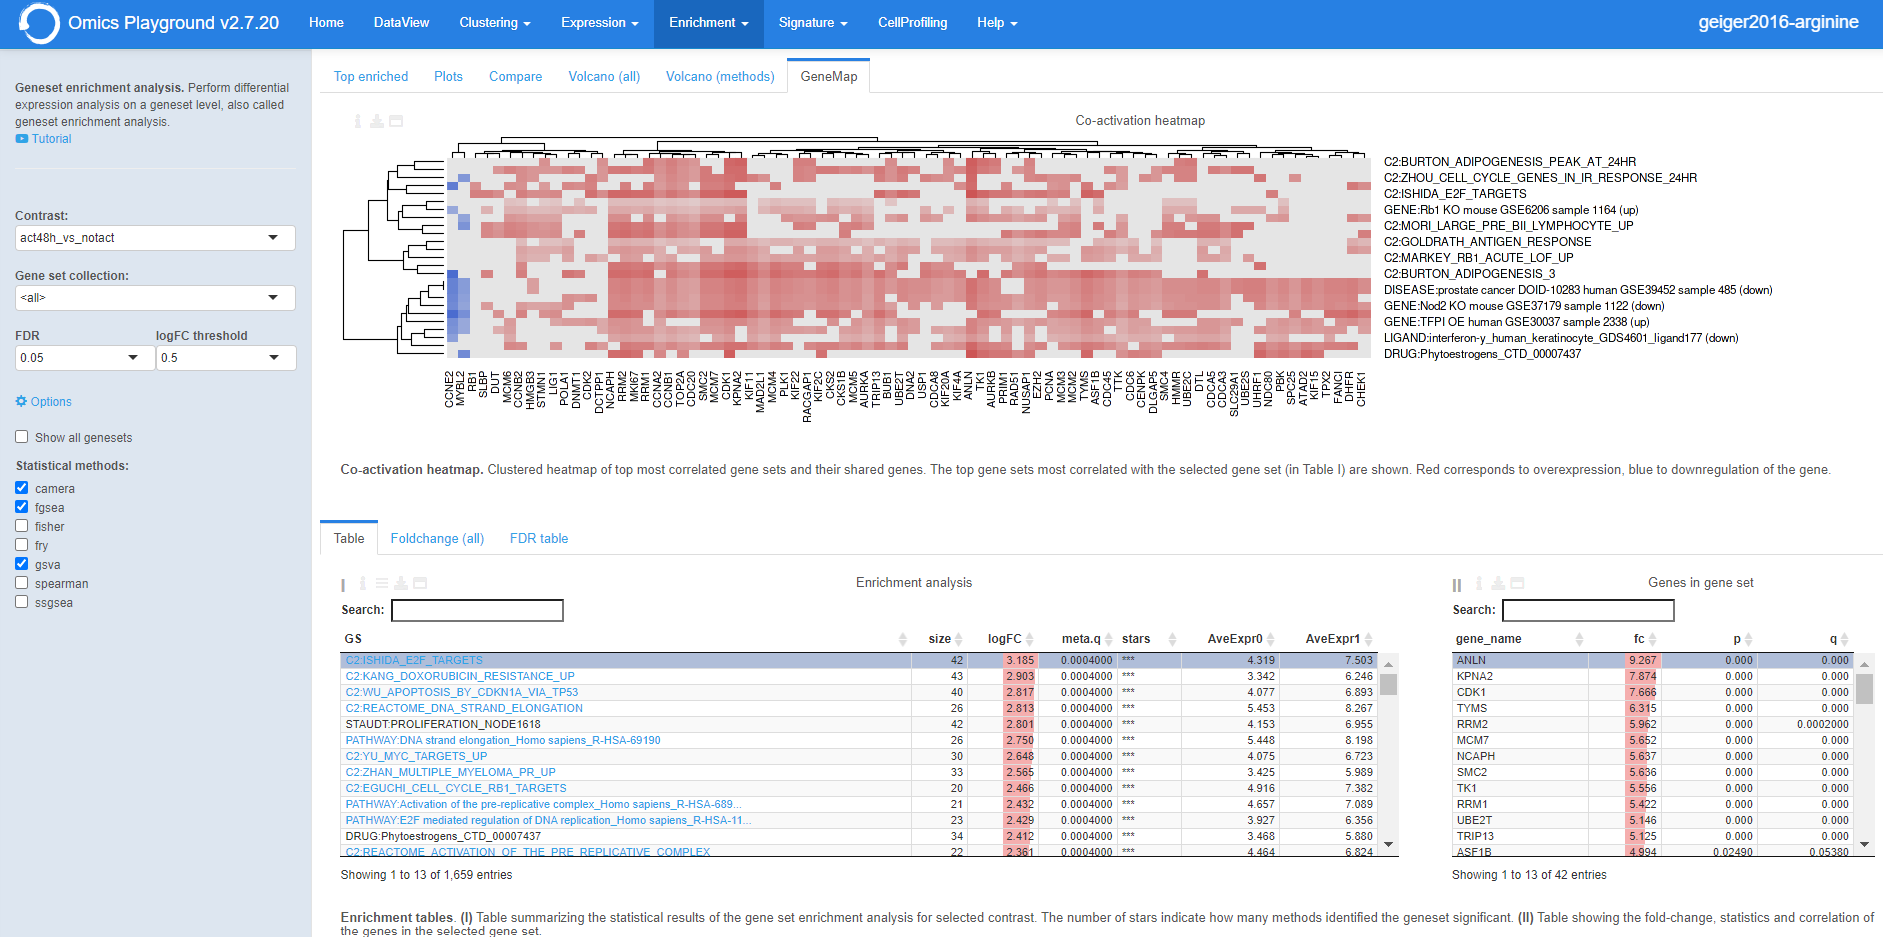 Omics Playground v2.7.20
Home DataView Clustering Expression Enrichment Signature CellProfiling Help
geiger2016-arginine
Geneset enrichment analysis. Perform differential
expression analysis on a geneset level, also called
geneset enrichment analysis.
Tutorial
Contrast:
act48h_vs_notact
Gene set collection:
<all>
FDR logFC threshold
0.05 0.5
Options
Show all genesets
Statistical methods:
camera
fgsea
fisher
fry
gsva
spearman
ssgsea
Top enriched Plots Compare Volcano (all) Volcano (methods) GeneMap
Co-activation heatmap
C2:BURTON_ADIPOGENESIS_PEAK_AT_24HR
C2:ZHOU_CELL_CYCLE_GENES_IN_IR_RESPONSE_24HR
C2:ISHIDA_E2F_TARGETS
GENE:Rb1 KO mouse GSE6206 sample 1164 (up)
C2:MORI_LARGE_PRE_BII_LYMPHOCYTE_UP
C2:GOLDRATH_ANTIGEN_RESPONSE
C2:MARKEY_RB1_ACUTE_LOF_UP
C2:BURTON_ADIPOGENESIS_3
DISEASE:prostate cancer DOID-10283 human GSE39452 sample 485 (down)
GENE:Nod2 KO mouse GSE37179 sample 1122 (down)
GENE:TFPI OE human GSE30037 sample 2338 (up)
LIGAND:interferon-y_human_keratinocyte_GDS4601_ligand177 (down)
DRUG:Phytoestrogens_CTD_00007437
CCNE2
MYBL2
RB1
SLBP
DUT
MCM6
CCNB2
HMGB3
STMN1
LIG1
POLA1
DNMT1
CDK2
DCTPP1
NCAPH
RRM2
MKI67
RRM1
CCNA2
CCNB1
TOP2A
CDC20
SMC2
MCM7
CDK1
KPNA2
KIF11
MAD2L1
MCM4
PLK1
KIF22
RACGAP1
KIF2C
CKS2
CKS1B
MCM5
AURKA
TRIP13
BUB1
UBE2T
DNA2
USP1
CDCA8
KIF20A
KIF4A
ANLN
TK1
AURKB
PRIM1
RAD51
NUSAP1
EZH2
PCNA
MCM3
MCM2
TYMS
ASF1B
CDC45
TTK
CDC6
CENPK
DLGAP5
SMC4
HMMR
UBE2C
DTL
CDCA5
CDCA3
SLC29A1
UBE2S
UHRF1
NDC80
PBK
SPC25
ATAD2
KIF15
TPX2
FANCI
DHFR
CHEK1
Co-activation heatmap. Clustered heatmap of top most correlated gene sets and their shared genes. The top gene sets most correlated with the selected gene set (in Table I) are shown. Red corresponds to overexpression, blue to downregulation of the gene.
Table Foldchange (all) FDR table
I Enrichment analysis
Search:
GS size logFC meta.q stars AveExpr0 AveExpr1
C2:ISHIDA_E2F_TARGETS 42 3.185 0.0004000 *** 4.319 7.503
C2:KANG_DOXORUBICIN_RESISTANCE_UP 43 2.903 0.0004000 *** 3.342 6.246
C2:WU_APOPTOSIS_BY_CDKN1A_VIA_TP53 40 2.817 0.0004000 *** 4.077 6.893
C2:REACTOME_DNA_STRAND_ELONGATION 26 2.813 0.0004000 *** 5.453 8.267
STAUDT:PROLIFERATION_NODE1618 42 2.801 0.0004000 *** 4.153 6.955
PATHWAY:DNA strand elongation_Homo sapiens_R-HSA-69190 26 2.750 0.0004000 *** 5.448 8.198
C2:YU_MYC_TARGETS_UP 30 2.648 0.0004000 *** 4.075 6.723
C2:ZHAN_MULTIPLE_MYELOMA_PR_UP 33 2.565 0.0004000 *** 3.425 5.989
C2:EGUCHI_CELL_CYCLE_RB1_TARGETS 20 2.466 0.0004000 *** 4.916 7.382
PATHWAY:Activation of the pre-replicative complex_Homo sapiens_R-HSA-689... 21 2.432 0.0004000 *** 4.657 7.089
PATHWAY:E2F mediated regulation of DNA replication_Homo sapiens_R-HSA-11... 23 2.429 0.0004000 *** 3.927 6.356
DRUG:Phytoestrogens_CTD_00007437 34 2.412 0.0004000 *** 3.468 5.880
C2:REACTOME_ACTIVATION_OF_THE_PRE_REPLICATIVE_COMPLEX 22 2.361 0.0004000 *** 4.464 6.824
Showing 1 to 13 of 1,659 entries
II Genes in gene set
Search:
gene_name fc p q
ANLN 9.267 0.000 0.000
KPNA2 7.874 0.000 0.000
CDK1 7.666 0.000 0.000
TYMS 6.315 0.000 0.000
RRM2 5.962 0.000 0.0002000
MCM7 5.652 0.000 0.000
NCAPH 5.637 0.000 0.000
SMC2 5.636 0.000 0.000
TK1 5.556 0.000 0.000
RRM1 5.422 0.000 0.000
UBE2T 5.146 0.000 0.000
TRIP13 5.125 0.000 0.000
ASF1B 4.994 0.02490 0.05380
Showing 1 to 13 of 42 entries
Enrichment tables. (I) Table summarizing the statistical results of the gene set enrichment analysis for selected contrast. The number of stars indicate how many methods identified the geneset significant. (II) Table showing the fold-change, statistics and correlation of
the genes in the selected gene set.